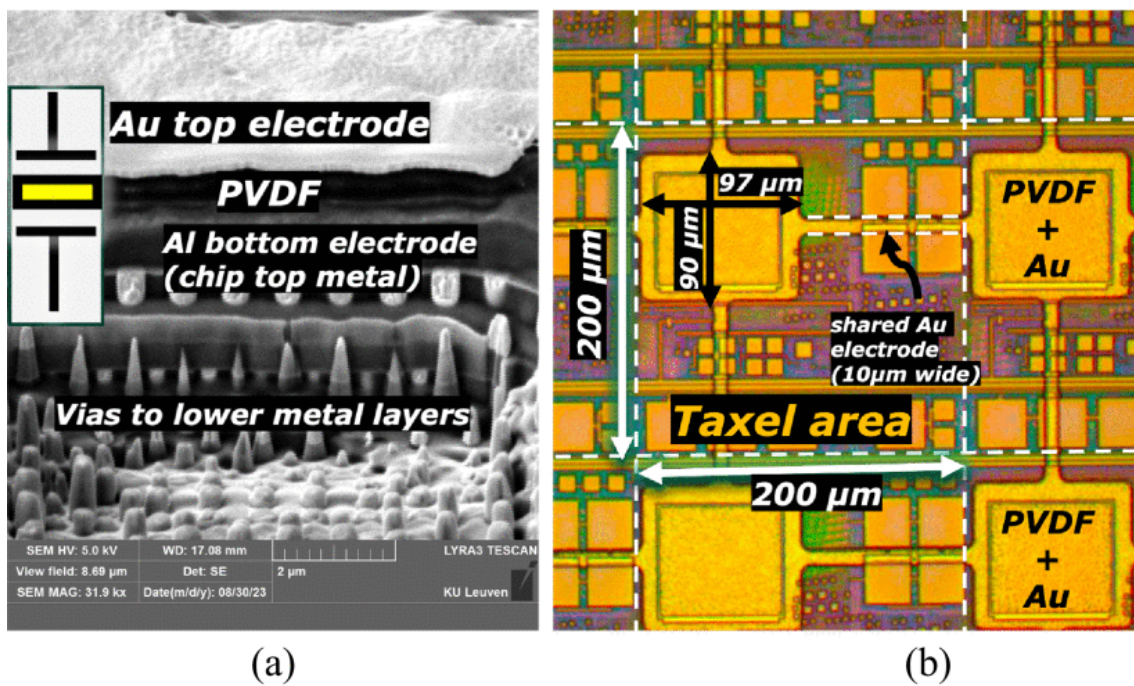 Au top electrode
PVDF
Al bottom electrode
(chip top metal)
Vias to lower metal layers
SEM HV: 5.0 kV
WD: 17.08 mm
LYRA3 TESCAN
View field: 8.69 µm
Det: SE
2 µm
SEM MAG: 31.9 kx
Date(m/d/y): 08/30/23
KU Leuven
(a)
97 µm
90 µm
200 µm
PVDF
+
Au
shared Au
electrode
(10µm wide)
Taxel area
200 µm
PVDF
+
Au
(b)